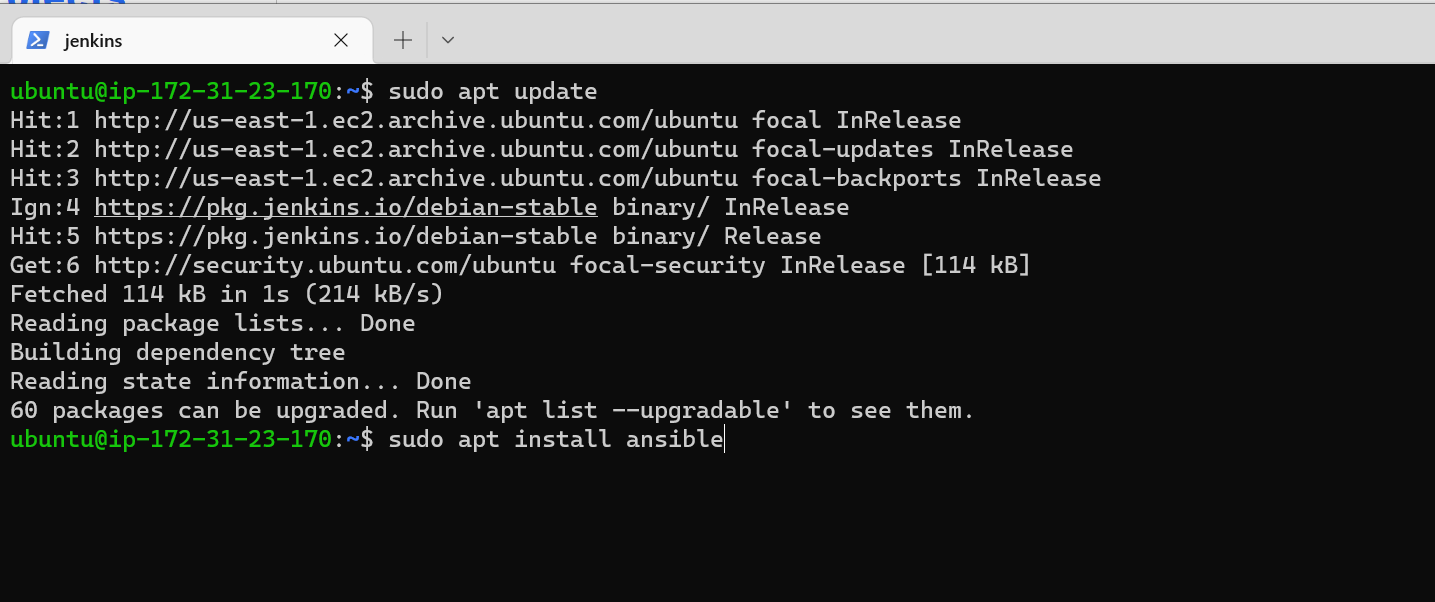 jenkins
ubuntu@ip-172-31-23-170:~$ sudo apt update
Hit:1 http://us-east-1.ec2.archive.ubuntu.com/ubuntu focal InRelease
Hit:2 http://us-east-1.ec2.archive.ubuntu.com/ubuntu focal-updates InRelease
Hit:3 http://us-east-1.ec2.archive.ubuntu.com/ubuntu focal-backports InRelease
Ign:4 https://pkg.jenkins.io/debian-stable binary/ InRelease
Hit:5 https://pkg.jenkins.io/debian-stable binary/ Release
Get:6 http://security.ubuntu.com/ubuntu focal-security InRelease [114 kB]
Fetched 114 kB in 1s (214 kB/s)
Reading package lists... Done
Building dependency tree
Reading state information... Done
60 packages can be upgraded. Run 'apt list --upgradable' to see them.
ubuntu@ip-172-31-23-170:~$ sudo apt install ansible